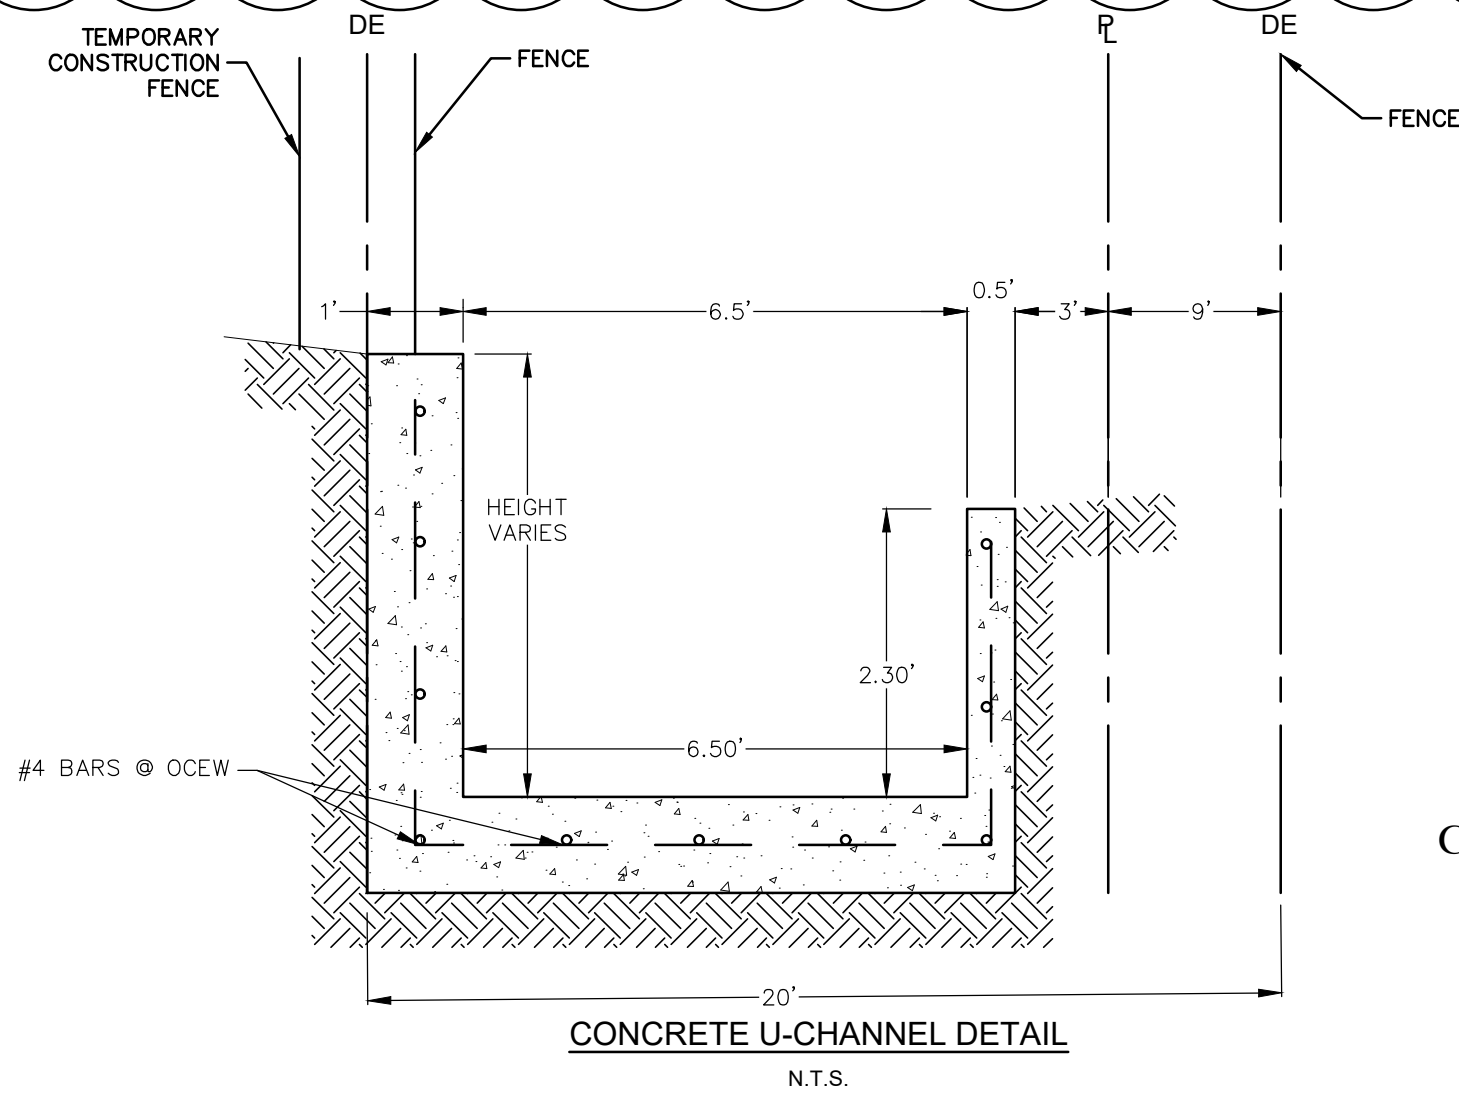 DE
PL
DE
TEMPORARY
CONSTRUCTION
FENCE
FENCE
FENCE
1'
6.5'
0.5'
3'
9'
HEIGHT
VARIES
2.30'
6.50'
#4 BARS @ OCEW
C
20'
CONCRETE U-CHANNEL DETAIL
N.T.S.